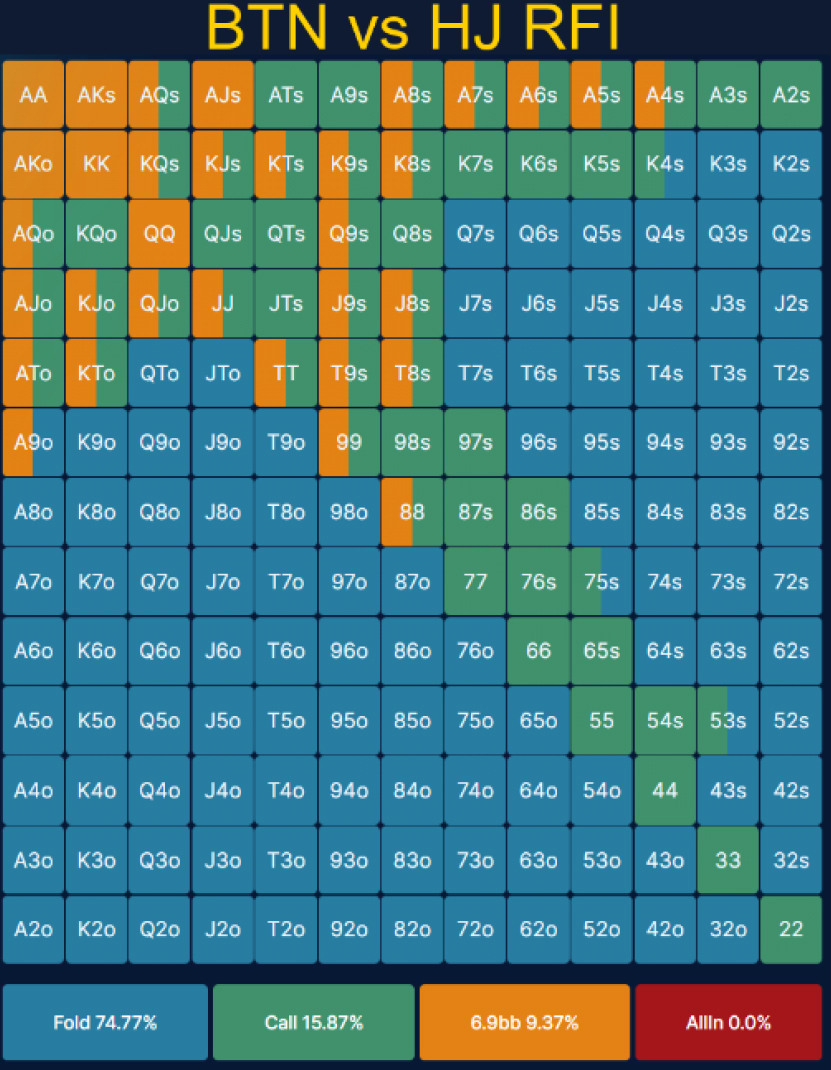 BTN vs HJ RFI
AA AKs AQs AJs ATs A9s A8s A7s A6s A5s A4s A3s A2s
AKo KK KQs KJs KTs K9s K8s K7s K6s K5s K4s K3s K2s
AQo KQo QQ QJs QTs Q9s Q8s Q7s Q6s Q5s Q4s Q3s Q2s
AJo KJo QJo JJ JTs J9s J8s J7s J6s J5s J4s J3s J2s
ATo KTo QTo JTo TT T9s T8s T7s T6s T5s T4s T3s T2s
A9o K9o Q9o J9o T9o 99 98s 97s 96s 95s 94s 93s 92s
A8o K8o Q8o J8o T8o 98o 88 87s 86s 85s 84s 83s 82s
A7o K7o Q7o J7o T7o 97o 87o 77 76s 75s 74s 73s 72s
A6o K6o Q6o J6o T6o 96o 86o 76o 66 65s 64s 63s 62s
A5o K5o Q5o J5o T5o 95o 85o 75o 65o 55 54s 53s 52s
A4o K4o Q4o J4o T4o 94o 84o 74o 64o 54o 44 43s 42s
A3o K3o Q3o J3o T3o 93o 83o 73o 63o 53o 43o 33 32s
A2o K2o Q2o J2o T2o 92o 82o 72o 62o 52o 42o 32o 22
Fold 74.77% Call 15.87% 6.9bb 9.37% AllIn 0.0%